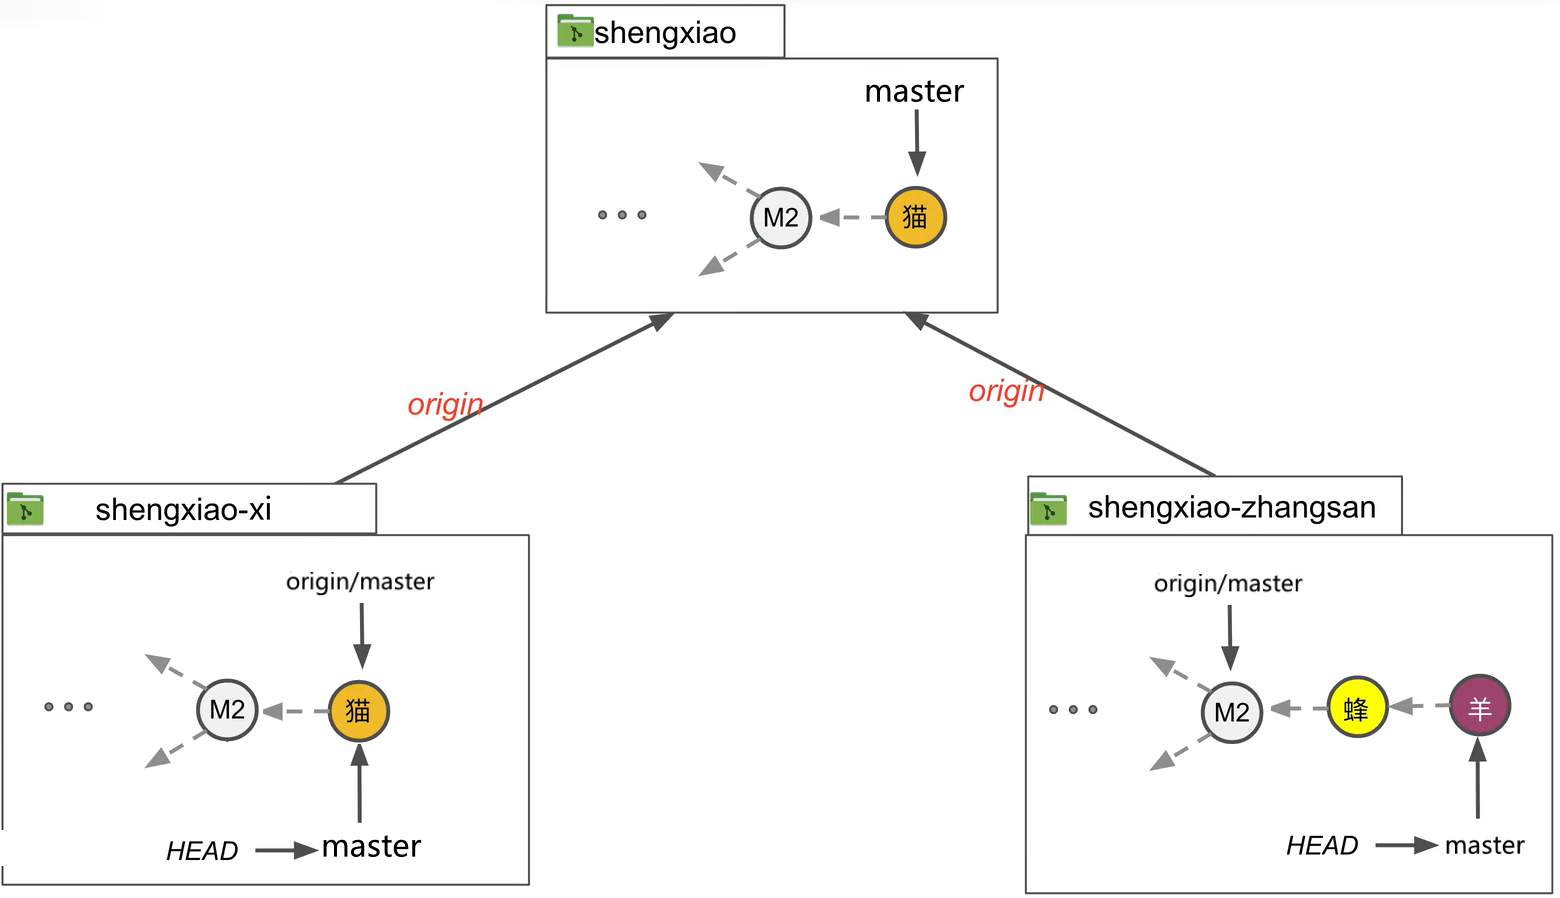 shengxiao
master
M2
猫
origin
origin
shengxiao-xi
origin/master
M2
猫
HEAD
master
shengxiao-zhangsan
origin/master
M2
蜂
羊
HEAD
master